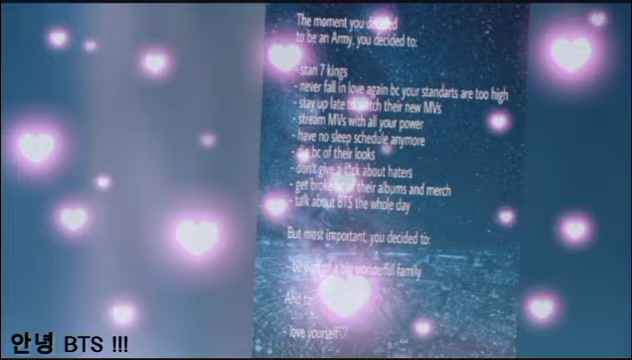 The moment you decided
to be an Army, you decided to:
- stan 7 kings
- never fall in love again bc your standarts are too high
- stay up late to watch their new MVs
- stream MVs with all your power
- have no sleep schedule anymore
- die bc of their looks
- don't give a f*ck about haters
- get broke bc of their albums and merch
- talk about BTS the whole day
But most important, you decided to:
- be part of a big wonderful family
And to
- love yourself♡
안녕 BTS !!!